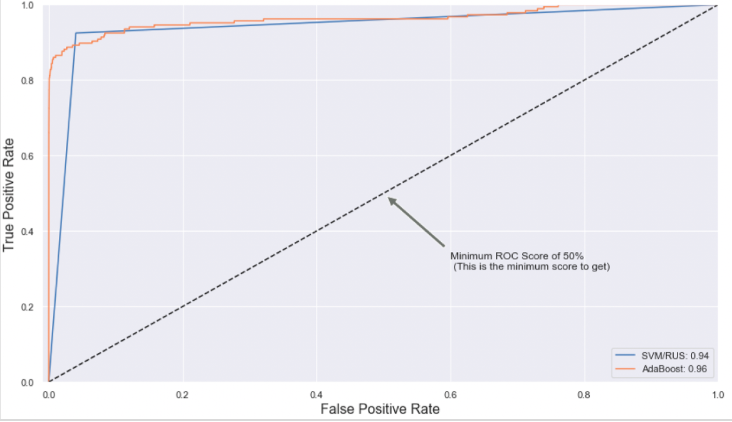 1.0
0.8
0.6
0.4
0.2
0.0
True Positive Rate
Minimum ROC Score of 50%
(This is the minimum score to get)
SVM/RUS: 0.94
AdaBoost: 0.96
0.0 0.2 0.4 0.6 0.8 1.0
False Positive Rate